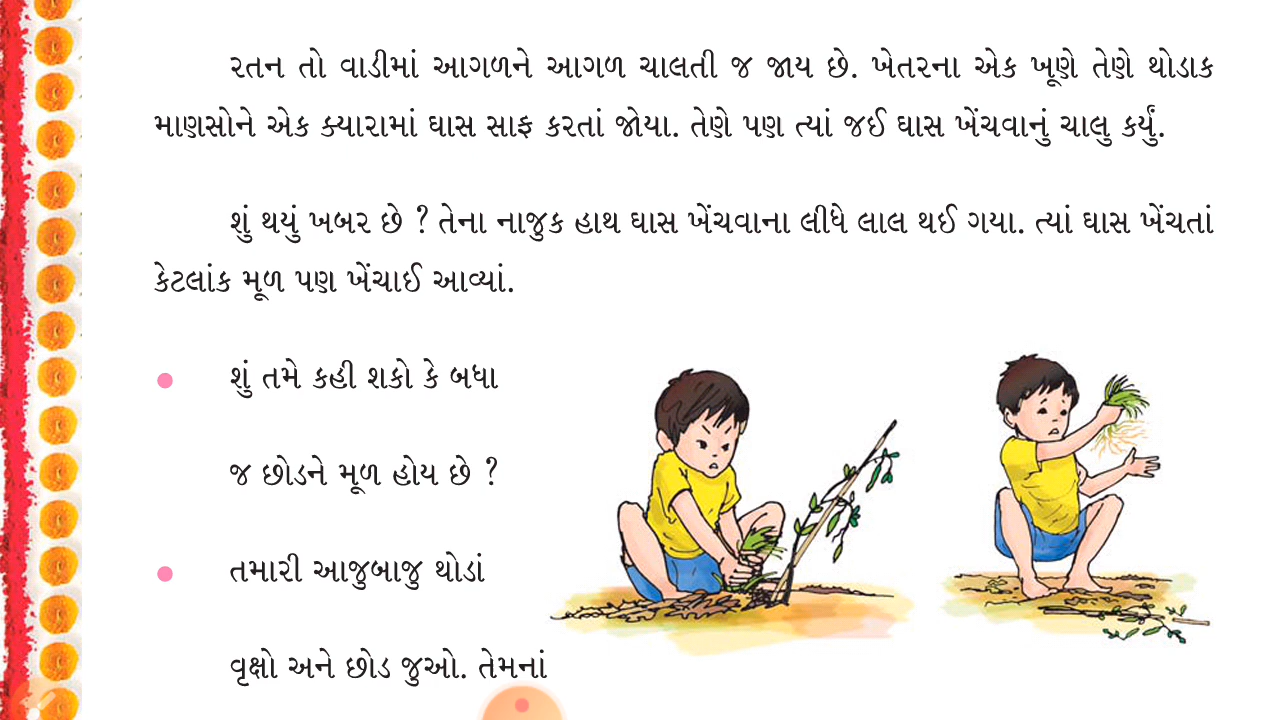 રતન તો વાડીમાં આગળને આગળ ચાલતી જ જાય છે. ખેતરના એક ખૂણે તેણે થોડાક
માણસોને એક ક્યારામાં ઘાસ સાફ કરતાં જોયા. તેણે પણ ત્યાં જઈ ઘાસ ખેંચવાનું ચાલુ કર્યું.
શું થયું ખબર છે ? તેના નાજુક હાથ ઘાસ ખેંચવાના લીધે લાલ થઈ ગયા. ત્યાં ઘાસ ખેંચતાં
કેટલાંક મૂળ પણ ખેંચાઈ આવ્યાં.
• શું તમે કહી શકો કે બધા
જ છોડને મૂળ હોય છે ?
• તમારી આજુબાજુ થોડાં
વૃક્ષો અને છોડ જુઓ. તેમનાં